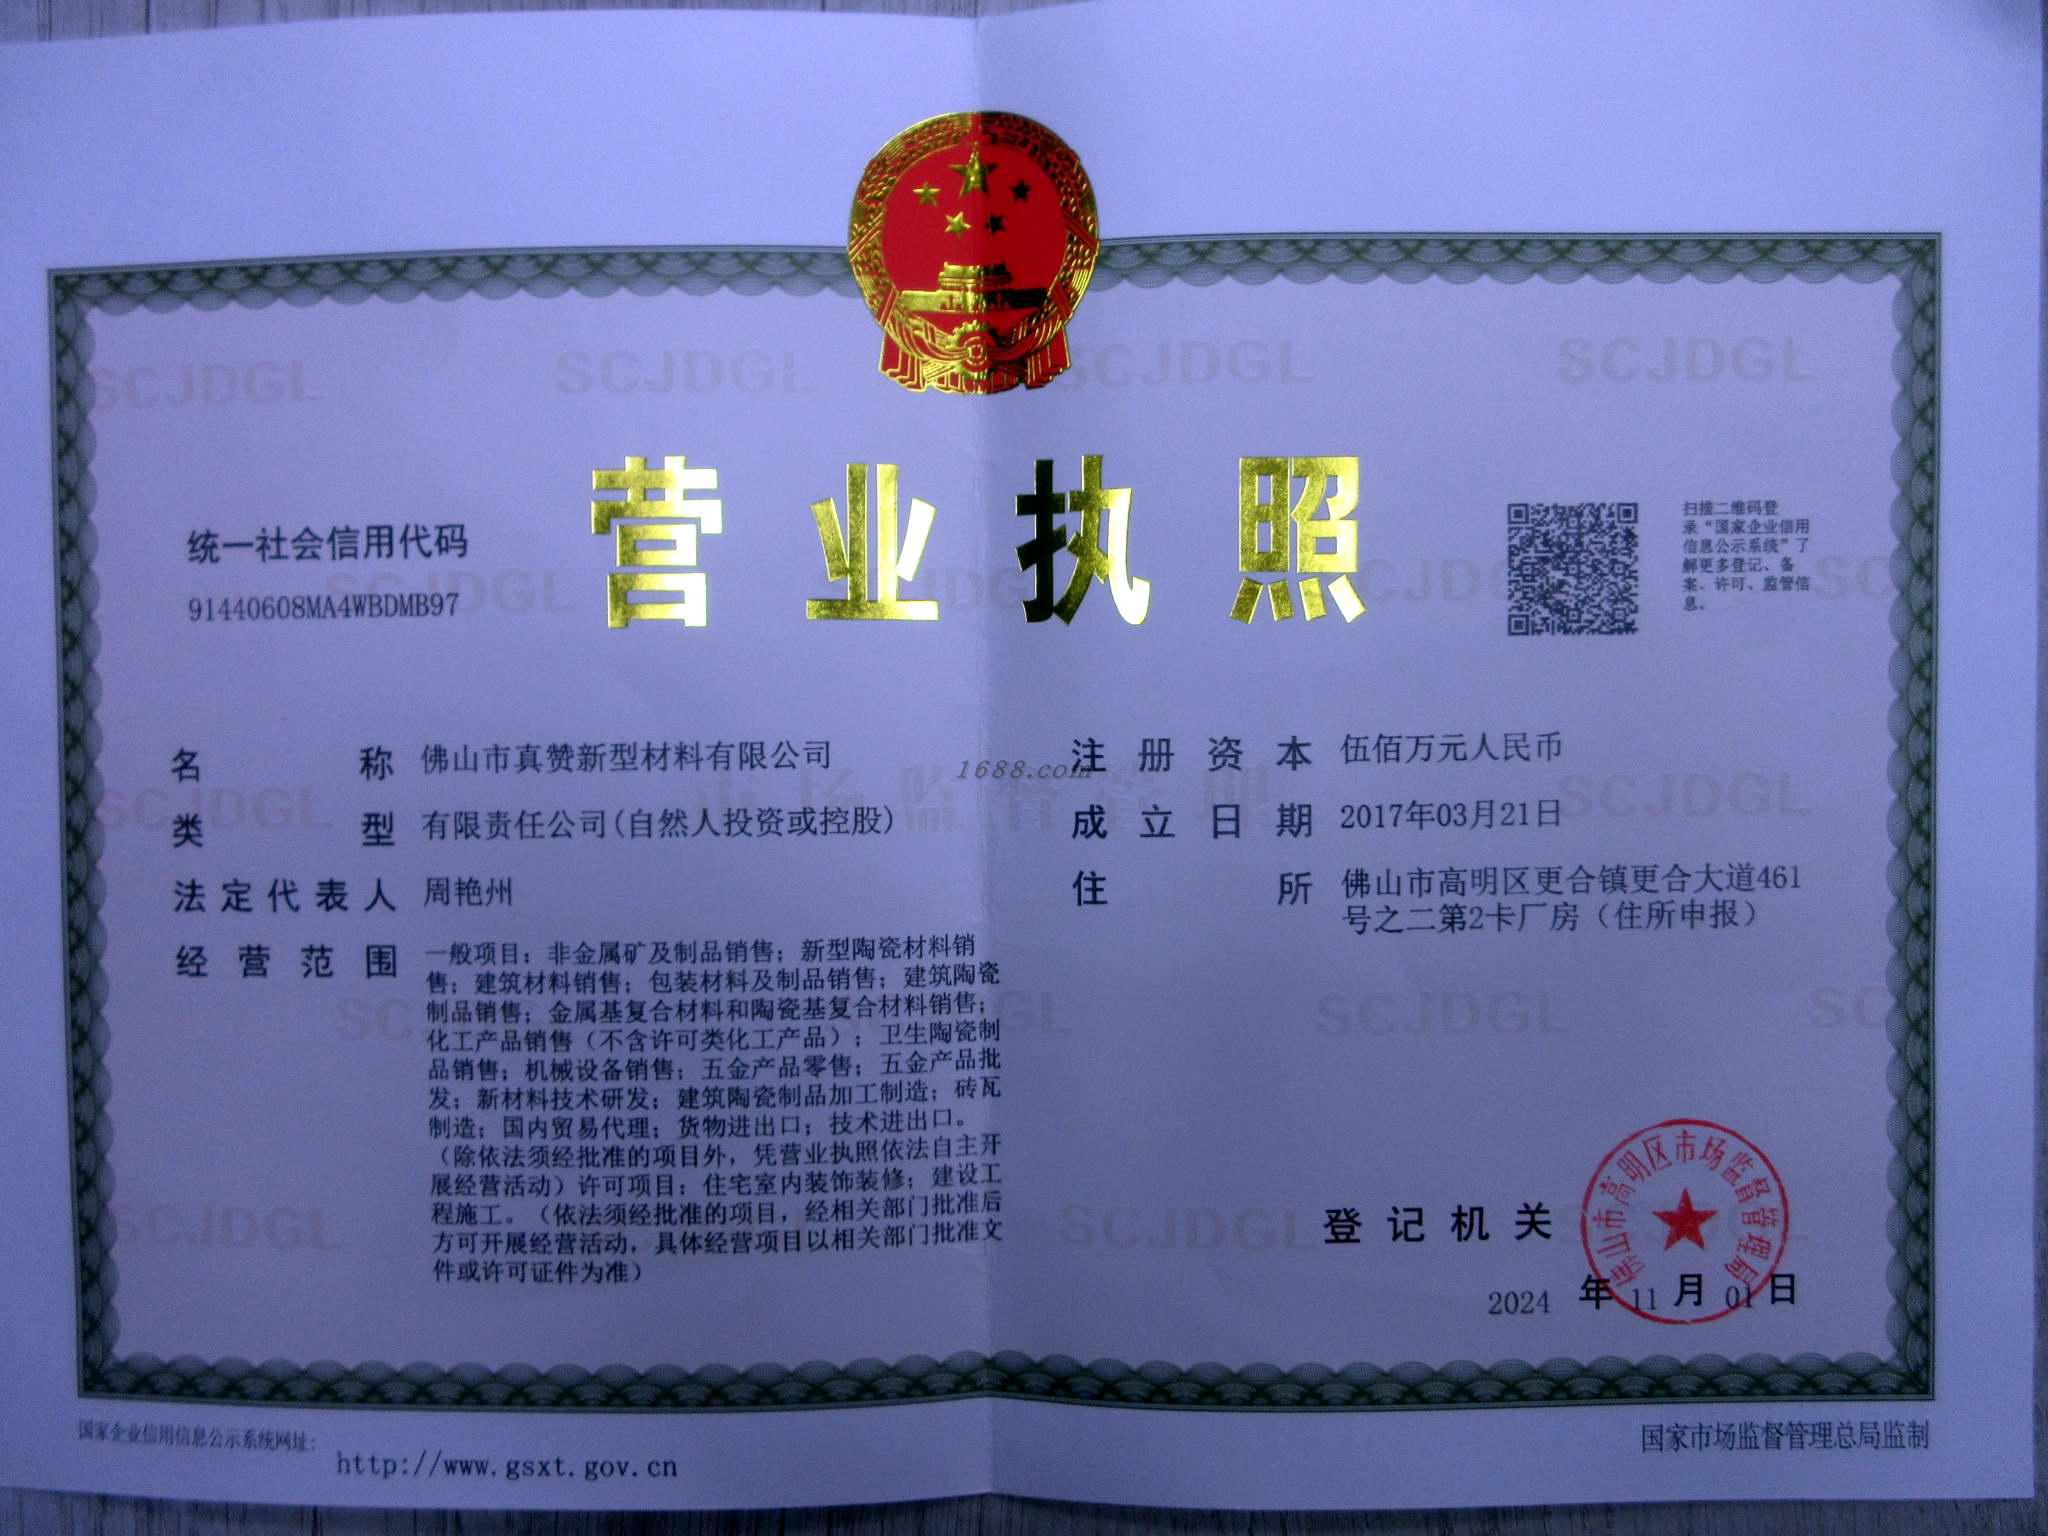 SCJDGL SCJDGL SCJDGL SCJDGL
营业执照
统一社会信用代码
91440608MA4WBDMB97
扫描二维码登
录“国家企业信用
信息公示系统”了
解更多登记、备
案、许可、监管信
息。
名称 佛山市真赞新型材料有限公司
类型 有限责任公司(自然人投资或控股)
法定代表人 周艳州
经营范围 一般项目：非金属矿及制品销售；新型陶瓷材料销
售；建筑材料销售；包装材料及制品销售；建筑陶瓷
制品销售；金属基复合材料和陶瓷基复合材料销售；
化工产品销售（不含许可类化工产品）；卫生陶瓷制
品销售；机械设备销售；五金产品零售；五金产品批
发；新材料技术研发；建筑陶瓷制品加工制造；砖瓦
制造；国内贸易代理；货物进出口；技术进出口。
（除依法须经批准的项目外，凭营业执照依法自主开
展经营活动）许可项目：住宅室内装饰装修；建设工
程施工。（依法须经批准的项目，经相关部门批准后
方可开展经营活动，具体经营项目以相关部门批准文
件或许可证件为准）
1688.com
市场监督管理
注册资本 伍佰万元人民币
成立日期 2017年03月21日
住所 佛山市高明区更合镇更合大道461
号之二第2卡厂房（住所申报）
登记机关
佛山市高明区市场监督管理局
2024年11月01日
国家企业信用信息公示系统网址：
http://www.gsxt.gov.cn
国家市场监督管理总局监制